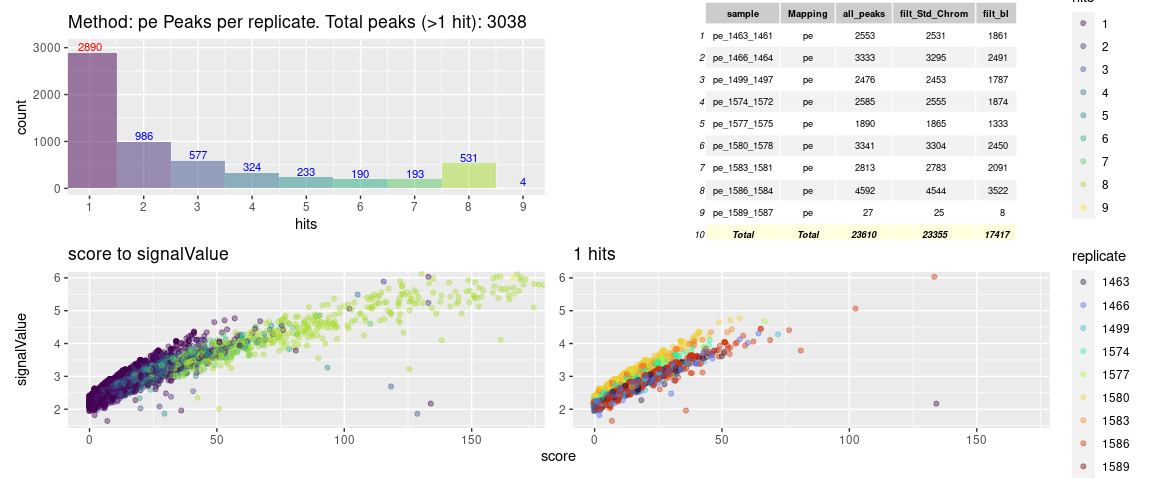 Method: pe Peaks per replicate. Total peaks (>1 hit): 3038
count
3000
2000
1000
0
2890
986
577
324
233
190
193
531
4
1 2 3 4 5 6 7 8 9
hits
sample Mapping all_peaks filt_Std_Chrom filt_bl
1 pe_1463_1461 pe 2553 2531 1861
2 pe_1466_1464 pe 3333 3295 2491
3 pe_1499_1497 pe 2476 2453 1787
4 pe_1574_1572 pe 2585 2555 1874
5 pe_1577_1575 pe 1890 1865 1333
6 pe_1580_1578 pe 3341 3304 2450
7 pe_1583_1581 pe 2813 2783 2091
8 pe_1586_1584 pe 4592 4544 3522
9 pe_1589_1587 pe 27 25 8
10 Total Total 23610 23355 17417
1
2
3
4
5
6
7
8
9
score to signalValue
signalValue
6
5
4
3
2
0 50 100 150
1 hits
6
5
4
3
2
0 50 100 150
score
replicate
1463
1466
1499
1574
1577
1580
1583
1586
1589